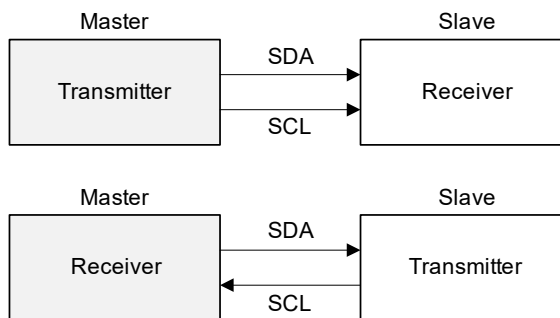 Master Slave
SDA
Transmitter Receiver
SCL
Master Slave
SDA
Receiver Transmitter
SCL